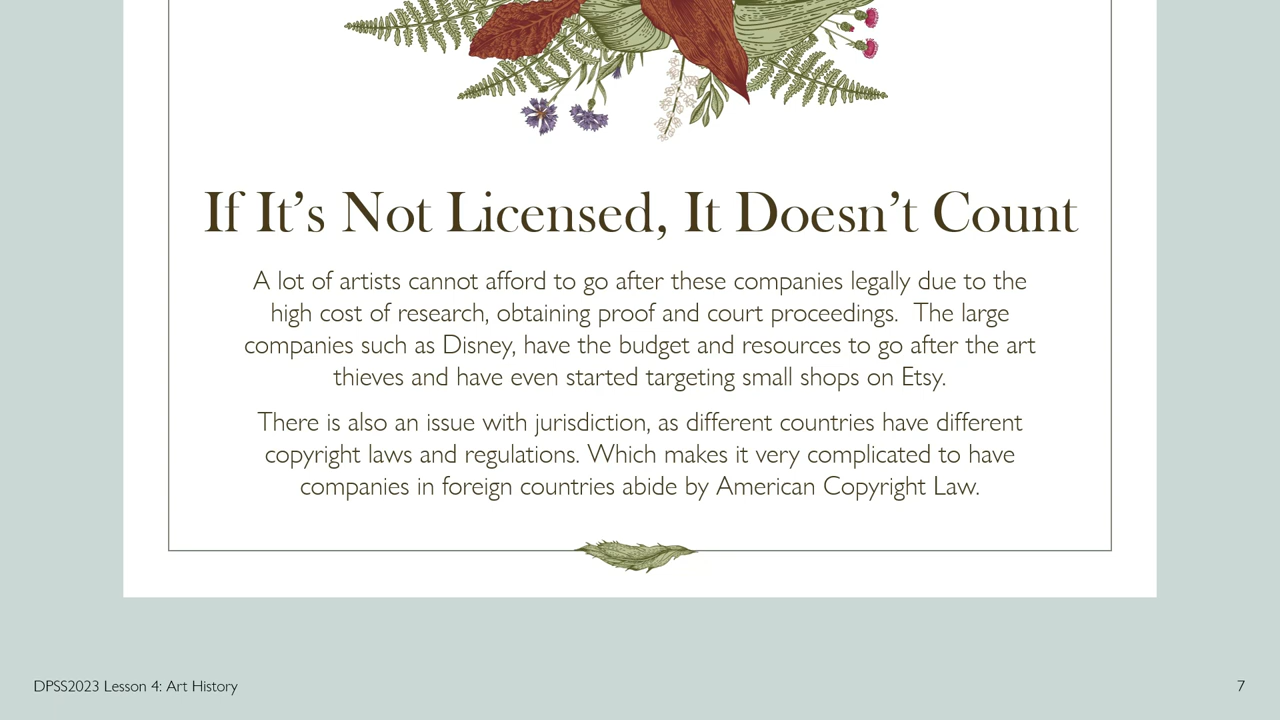 If It's Not Licensed, It Doesn't Count
A lot of artists cannot afford to go after these companies legally due to the
high cost of research, obtaining proof and court proceedings.  The large
companies such as Disney, have the budget and resources to go after the art
thieves and have even started targeting small shops on Etsy.
There is also an issue with jurisdiction, as different countries have different
copyright laws and regulations. Which makes it very complicated to have
companies in foreign countries abide by American Copyright Law.
DPSS2023 Lesson 4: Art History
7